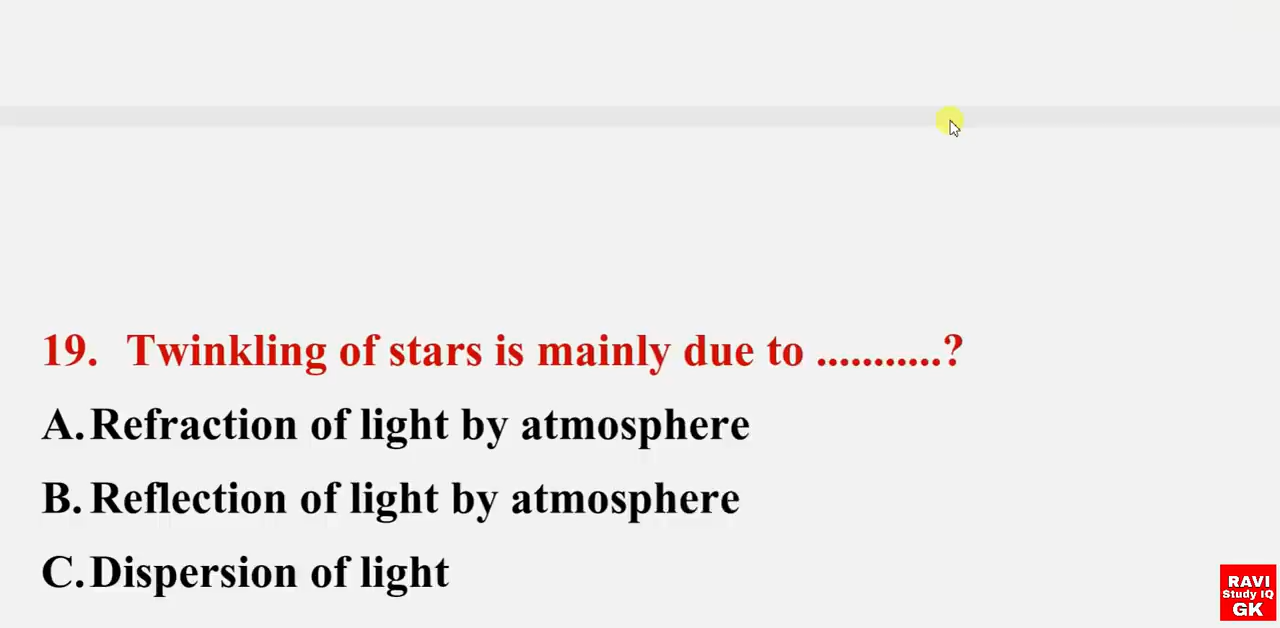 19. Twinkling of stars is mainly due to ...........?
A. Refraction of light by atmosphere
B. Reflection of light by atmosphere
C. Dispersion of light
RAVI
Study IQ
GK